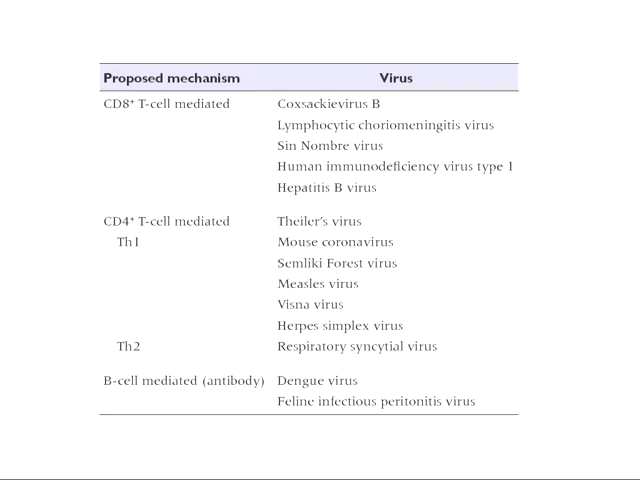 Proposed mechanism Virus
CD8⁺ T-cell mediated Coxsackievirus B
Lymphocytic choriomeningitis virus
Sin Nombre virus
Human immunodeficiency virus type 1
Hepatitis B virus
CD4⁺ T-cell mediated Theiler's virus
Th1 Mouse coronavirus
Semliki Forest virus
Measles virus
Visna virus
Herpes simplex virus
Th2 Respiratory syncytial virus
B-cell mediated (antibody) Dengue virus
Feline infectious peritonitis virus